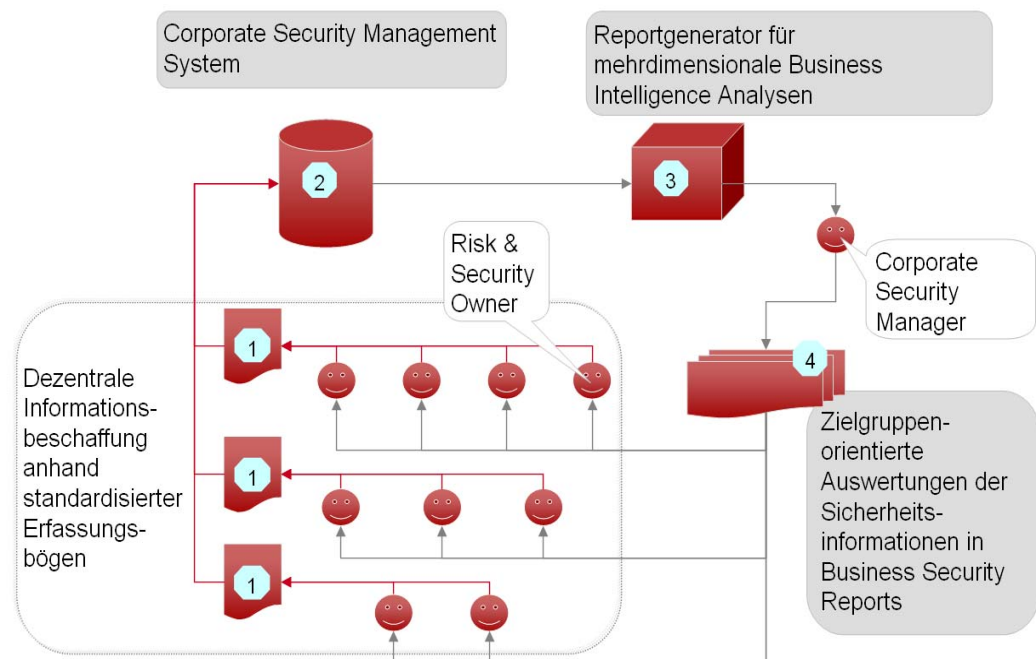 Corporate Security Management
System
Reportgenerator für
mehrdimensionale Business
Intelligence Analysen
2
3
Risk &
Security
Owner
Corporate
Security
Manager
1
4
Dezentrale
Informations-
beschaffung
anhand
standardisierter
Erfassungs-
bögen
1
1
Zielgruppen-
orientierte
Auswertungen der
Sicherheits-
informationen in
Business Security
Reports